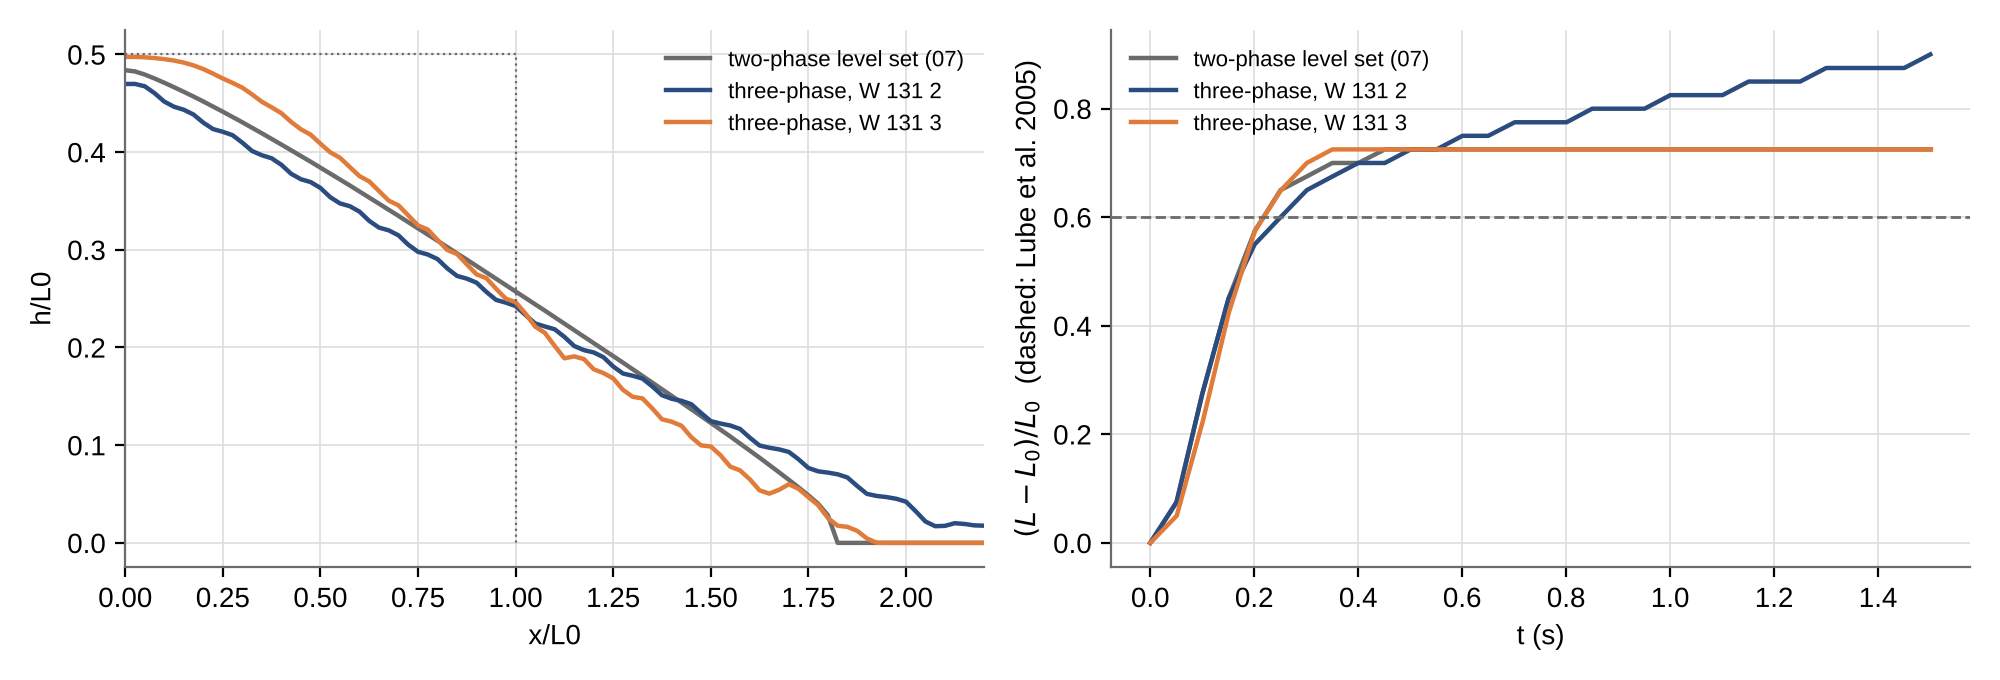 0.5
0.4
0.3
0.2
0.1
0.0
h/L0
two-phase level set (07)
three-phase, W 131 2
three-phase, W 131 3
0.00 0.25 0.50 0.75 1.00 1.25 1.50 1.75 2.00
x/L0
0.8
0.6
0.4
0.2
0.0
(L − L₀)/L₀ (dashed: Lube et al. 2005)
two-phase level set (07)
three-phase, W 131 2
three-phase, W 131 3
0.0 0.2 0.4 0.6 0.8 1.0 1.2 1.4
t (s)